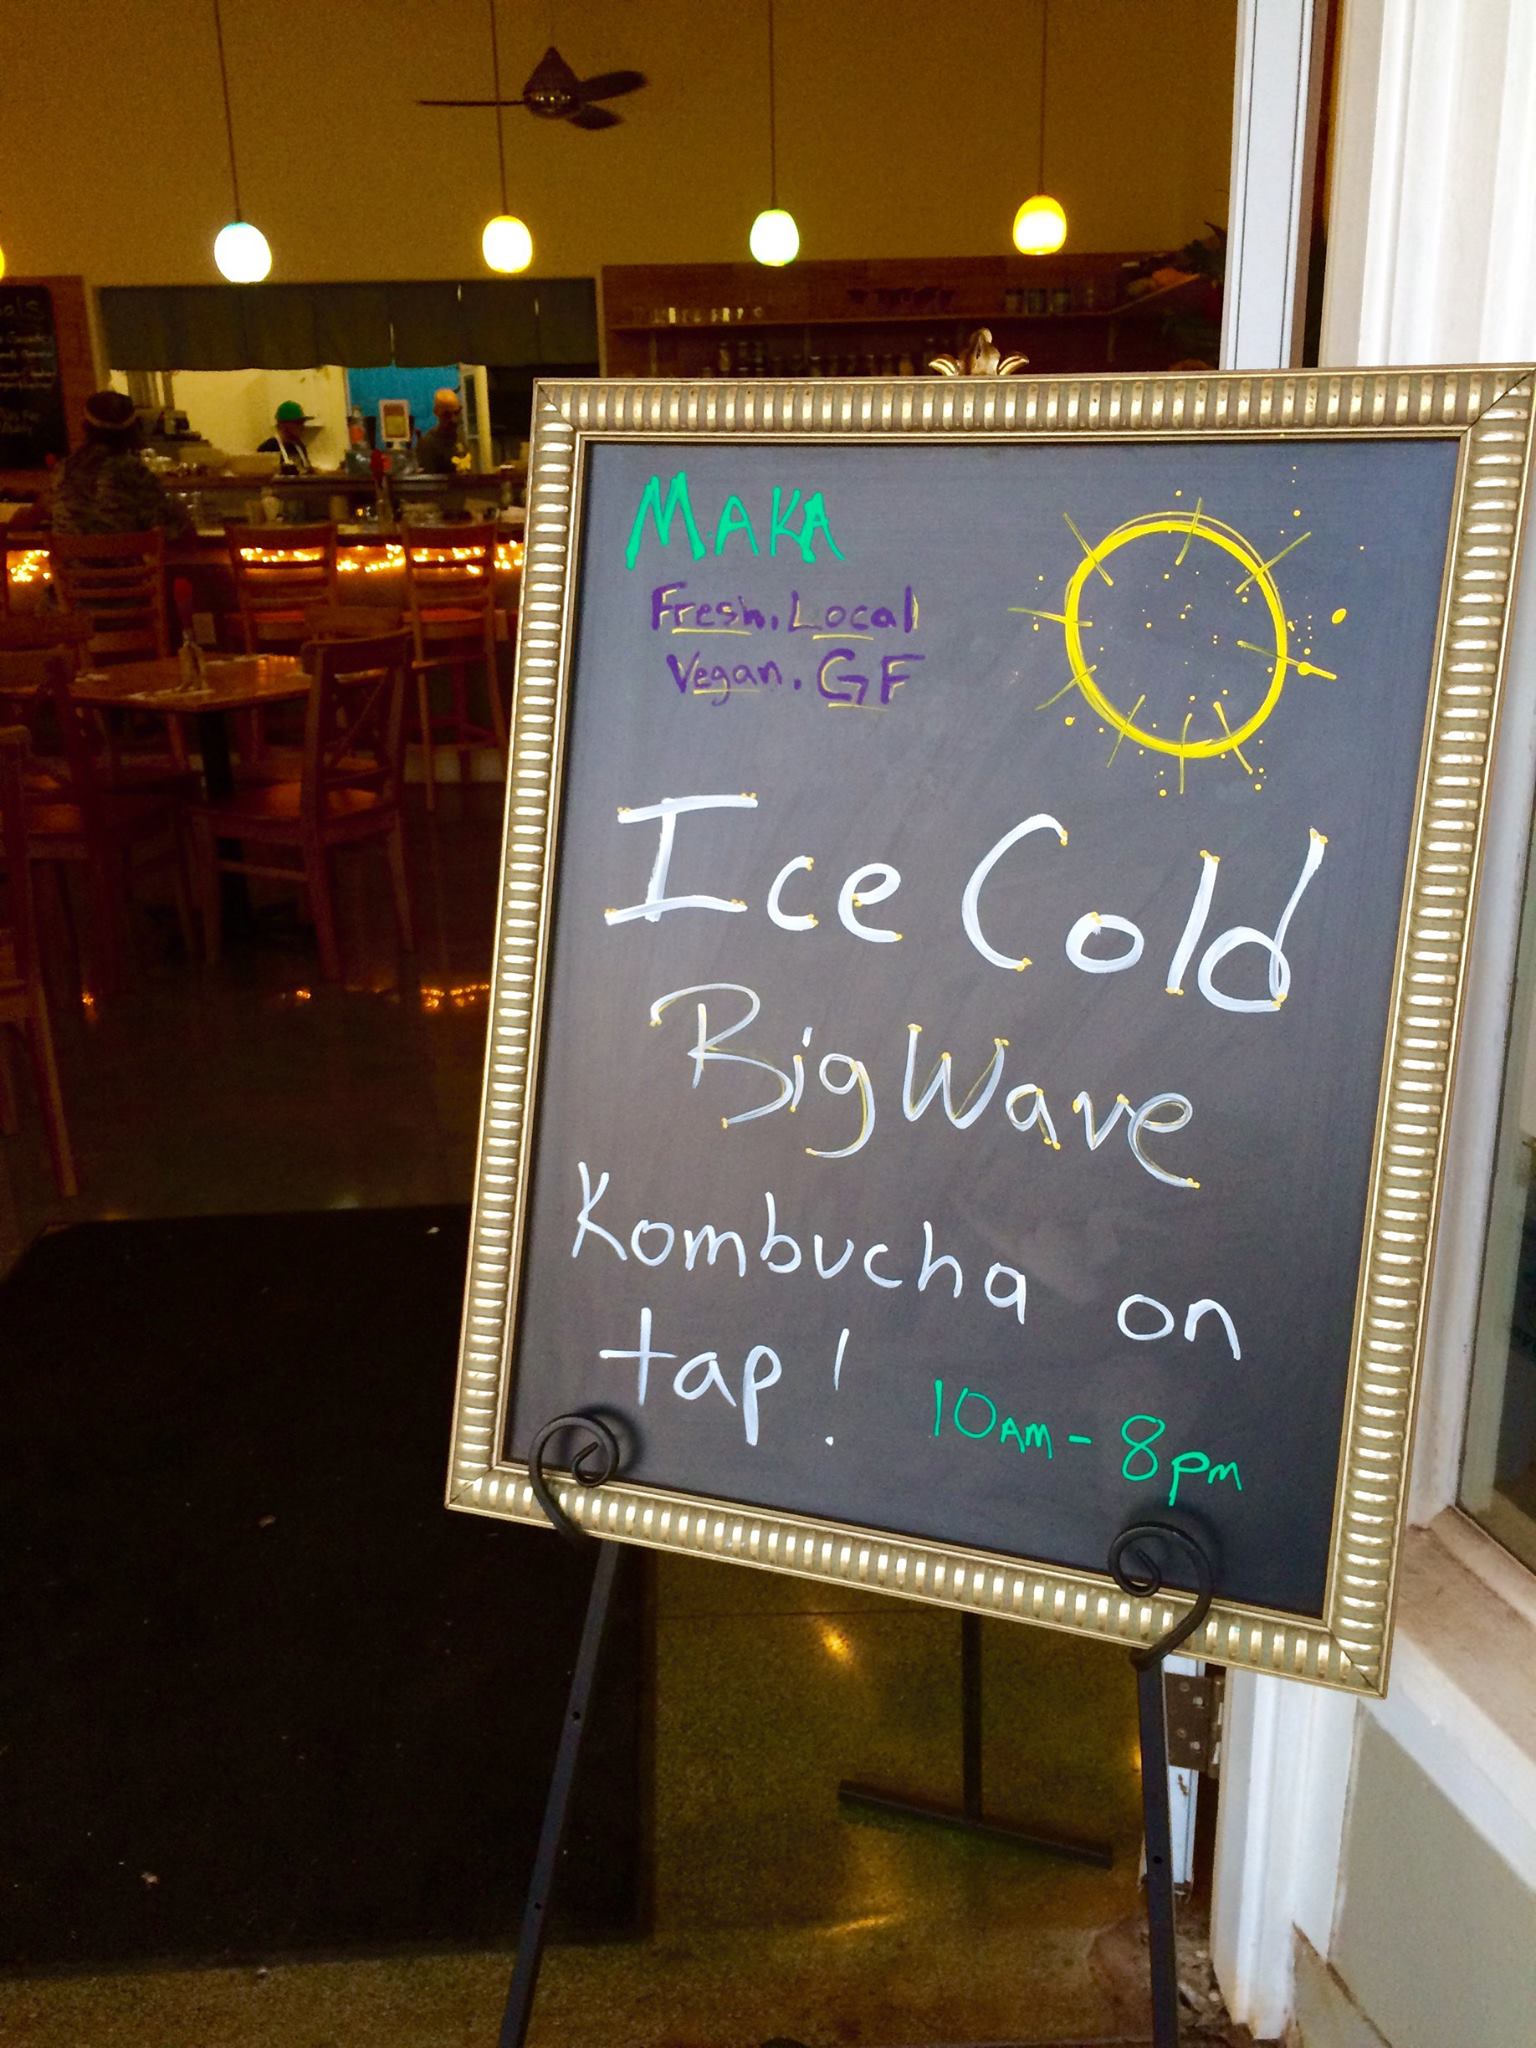 MAKA
Fresh. Local
Vegan. GF
Ice Cold
Big Wave
Kombucha on
tap!
10AM - 8pm